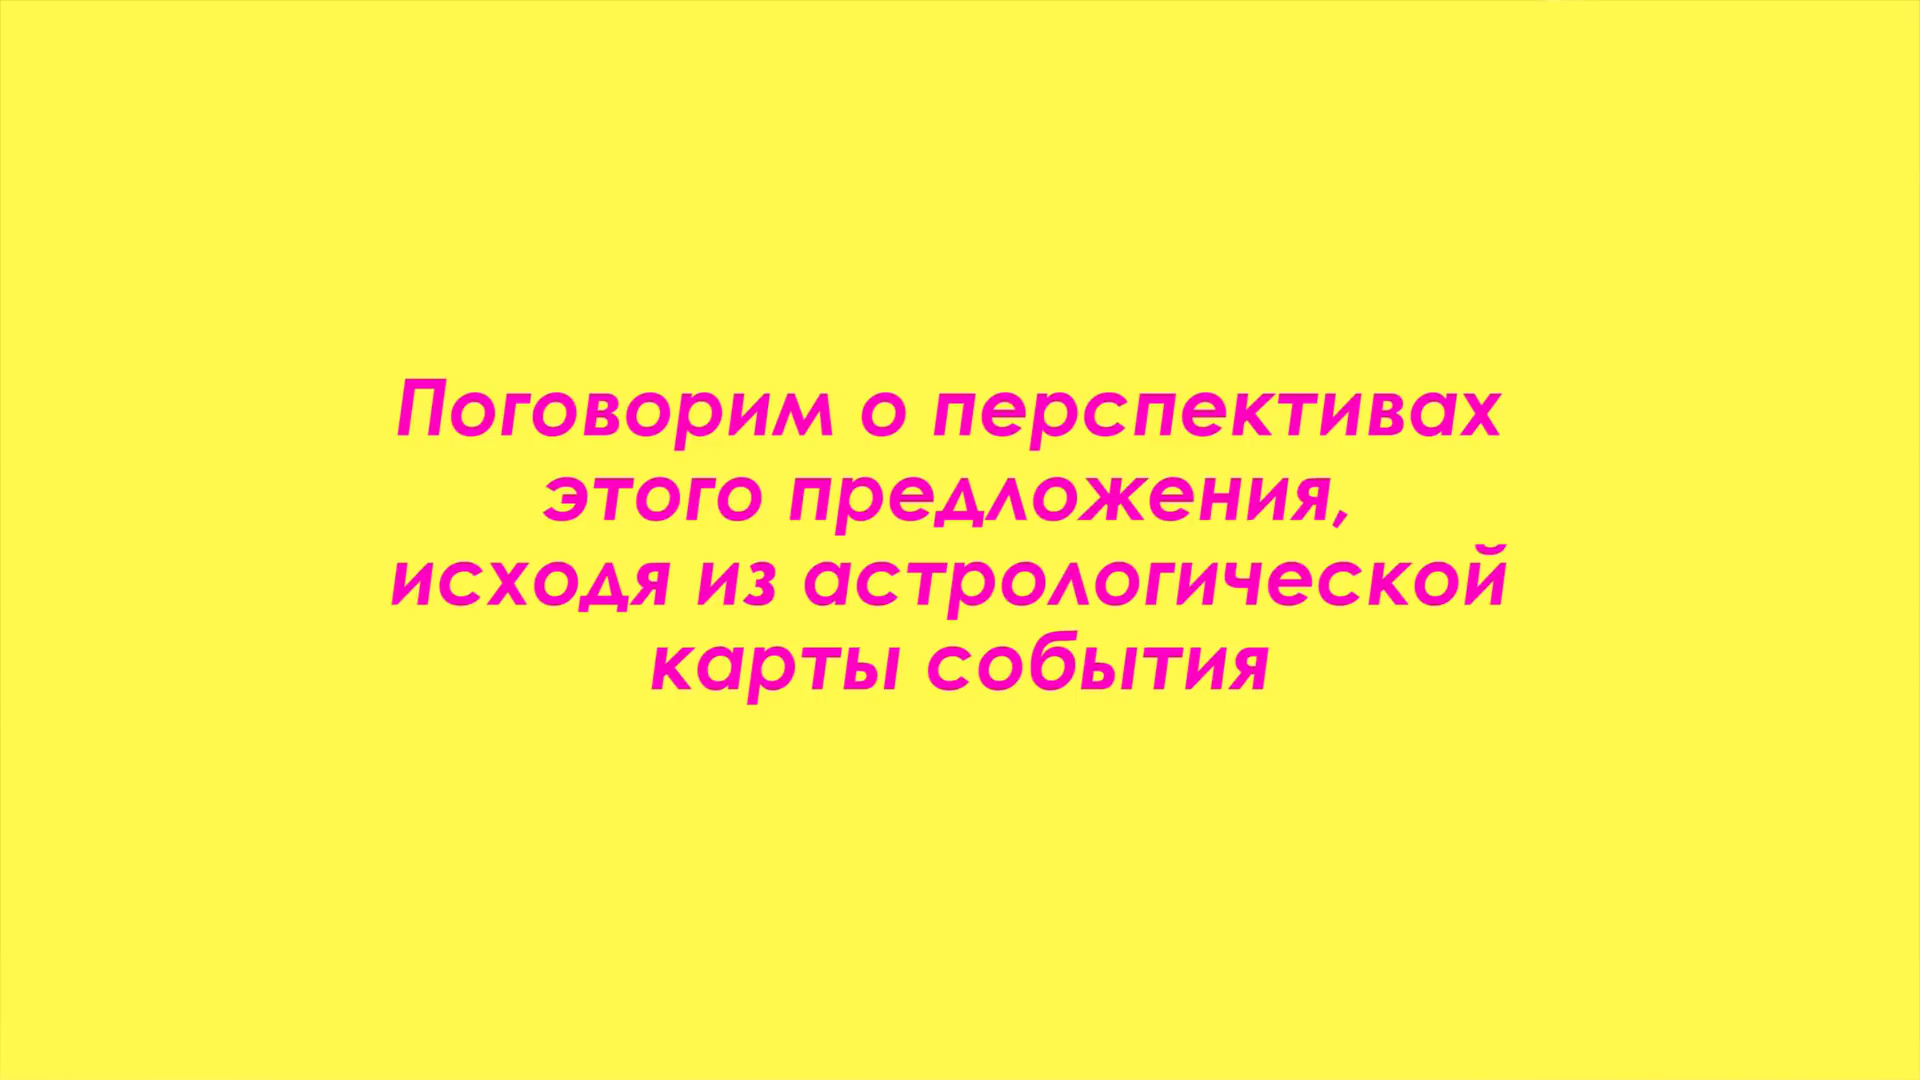 Поговорим о перспективах
этого предложения,
исходя из астрологической
карты события